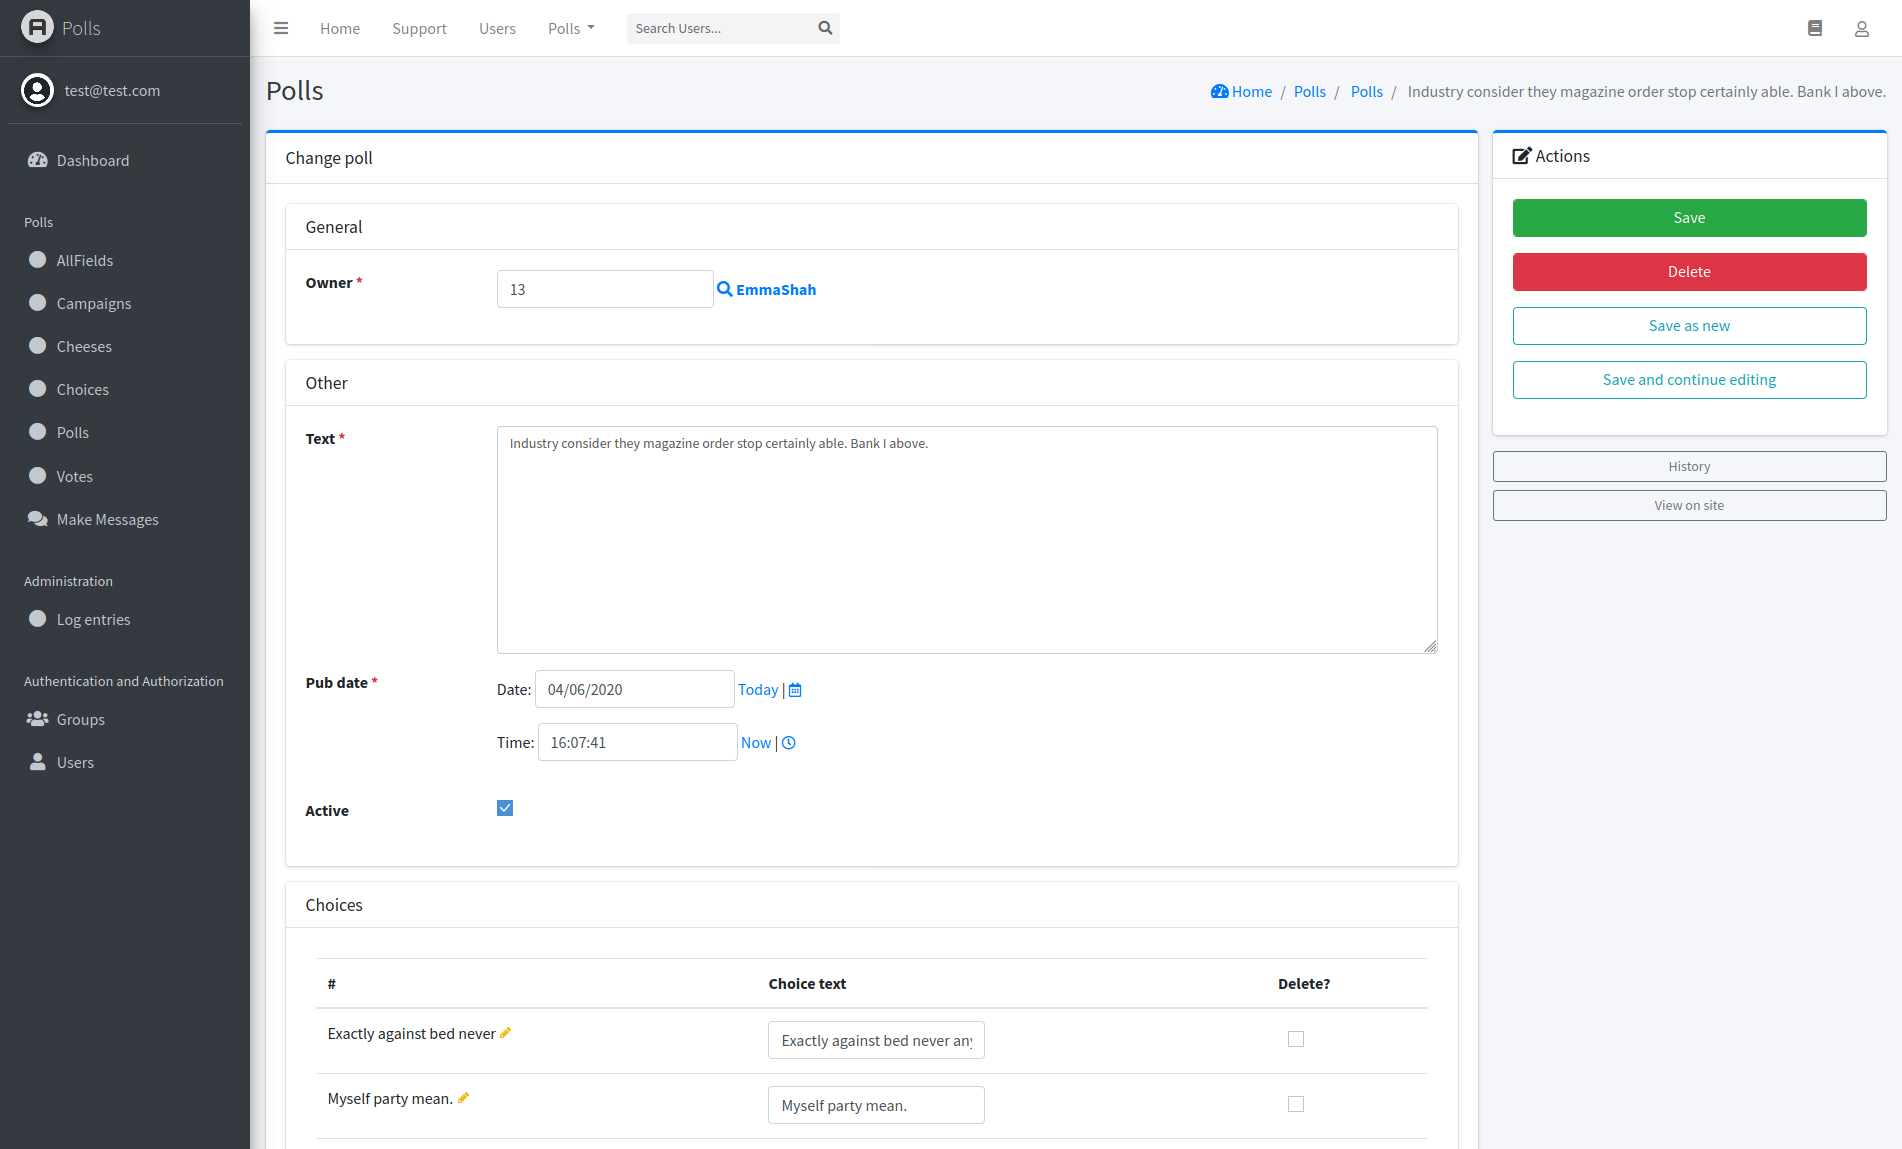 Polls
Home Support Users Polls Search Users...
test@test.com
Dashboard
Polls
AllFields
Campaigns
Cheeses
Choices
Polls
Votes
Make Messages
Administration
Log entries
Authentication and Authorization
Groups
Users
Polls
Home / Polls / Polls / Industry consider they magazine order stop certainly able. Bank I above.
Change poll
General
Owner * 13 EmmaShah
Other
Text * Industry consider they magazine order stop certainly able. Bank I above.
Pub date * Date: 04/06/2020 Today |
Time: 16:07:41 Now |
Active
Choices
# Choice text Delete?
Exactly against bed never Exactly against bed never any
Myself party mean. Myself party mean.
Actions
Save
Delete
Save as new
Save and continue editing
History
View on site